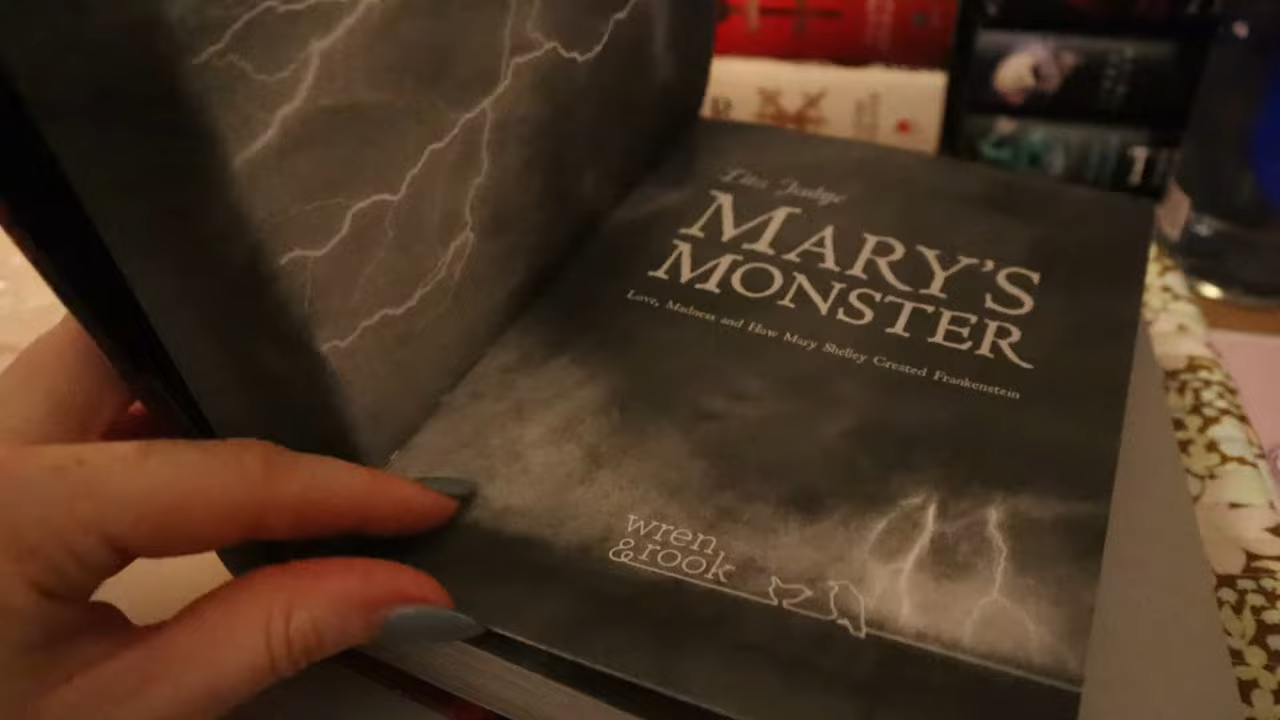 Lita Judge
MARY'S
MONSTER
Love, Madness and How Mary Shelley Created Frankenstein
wren
&rook